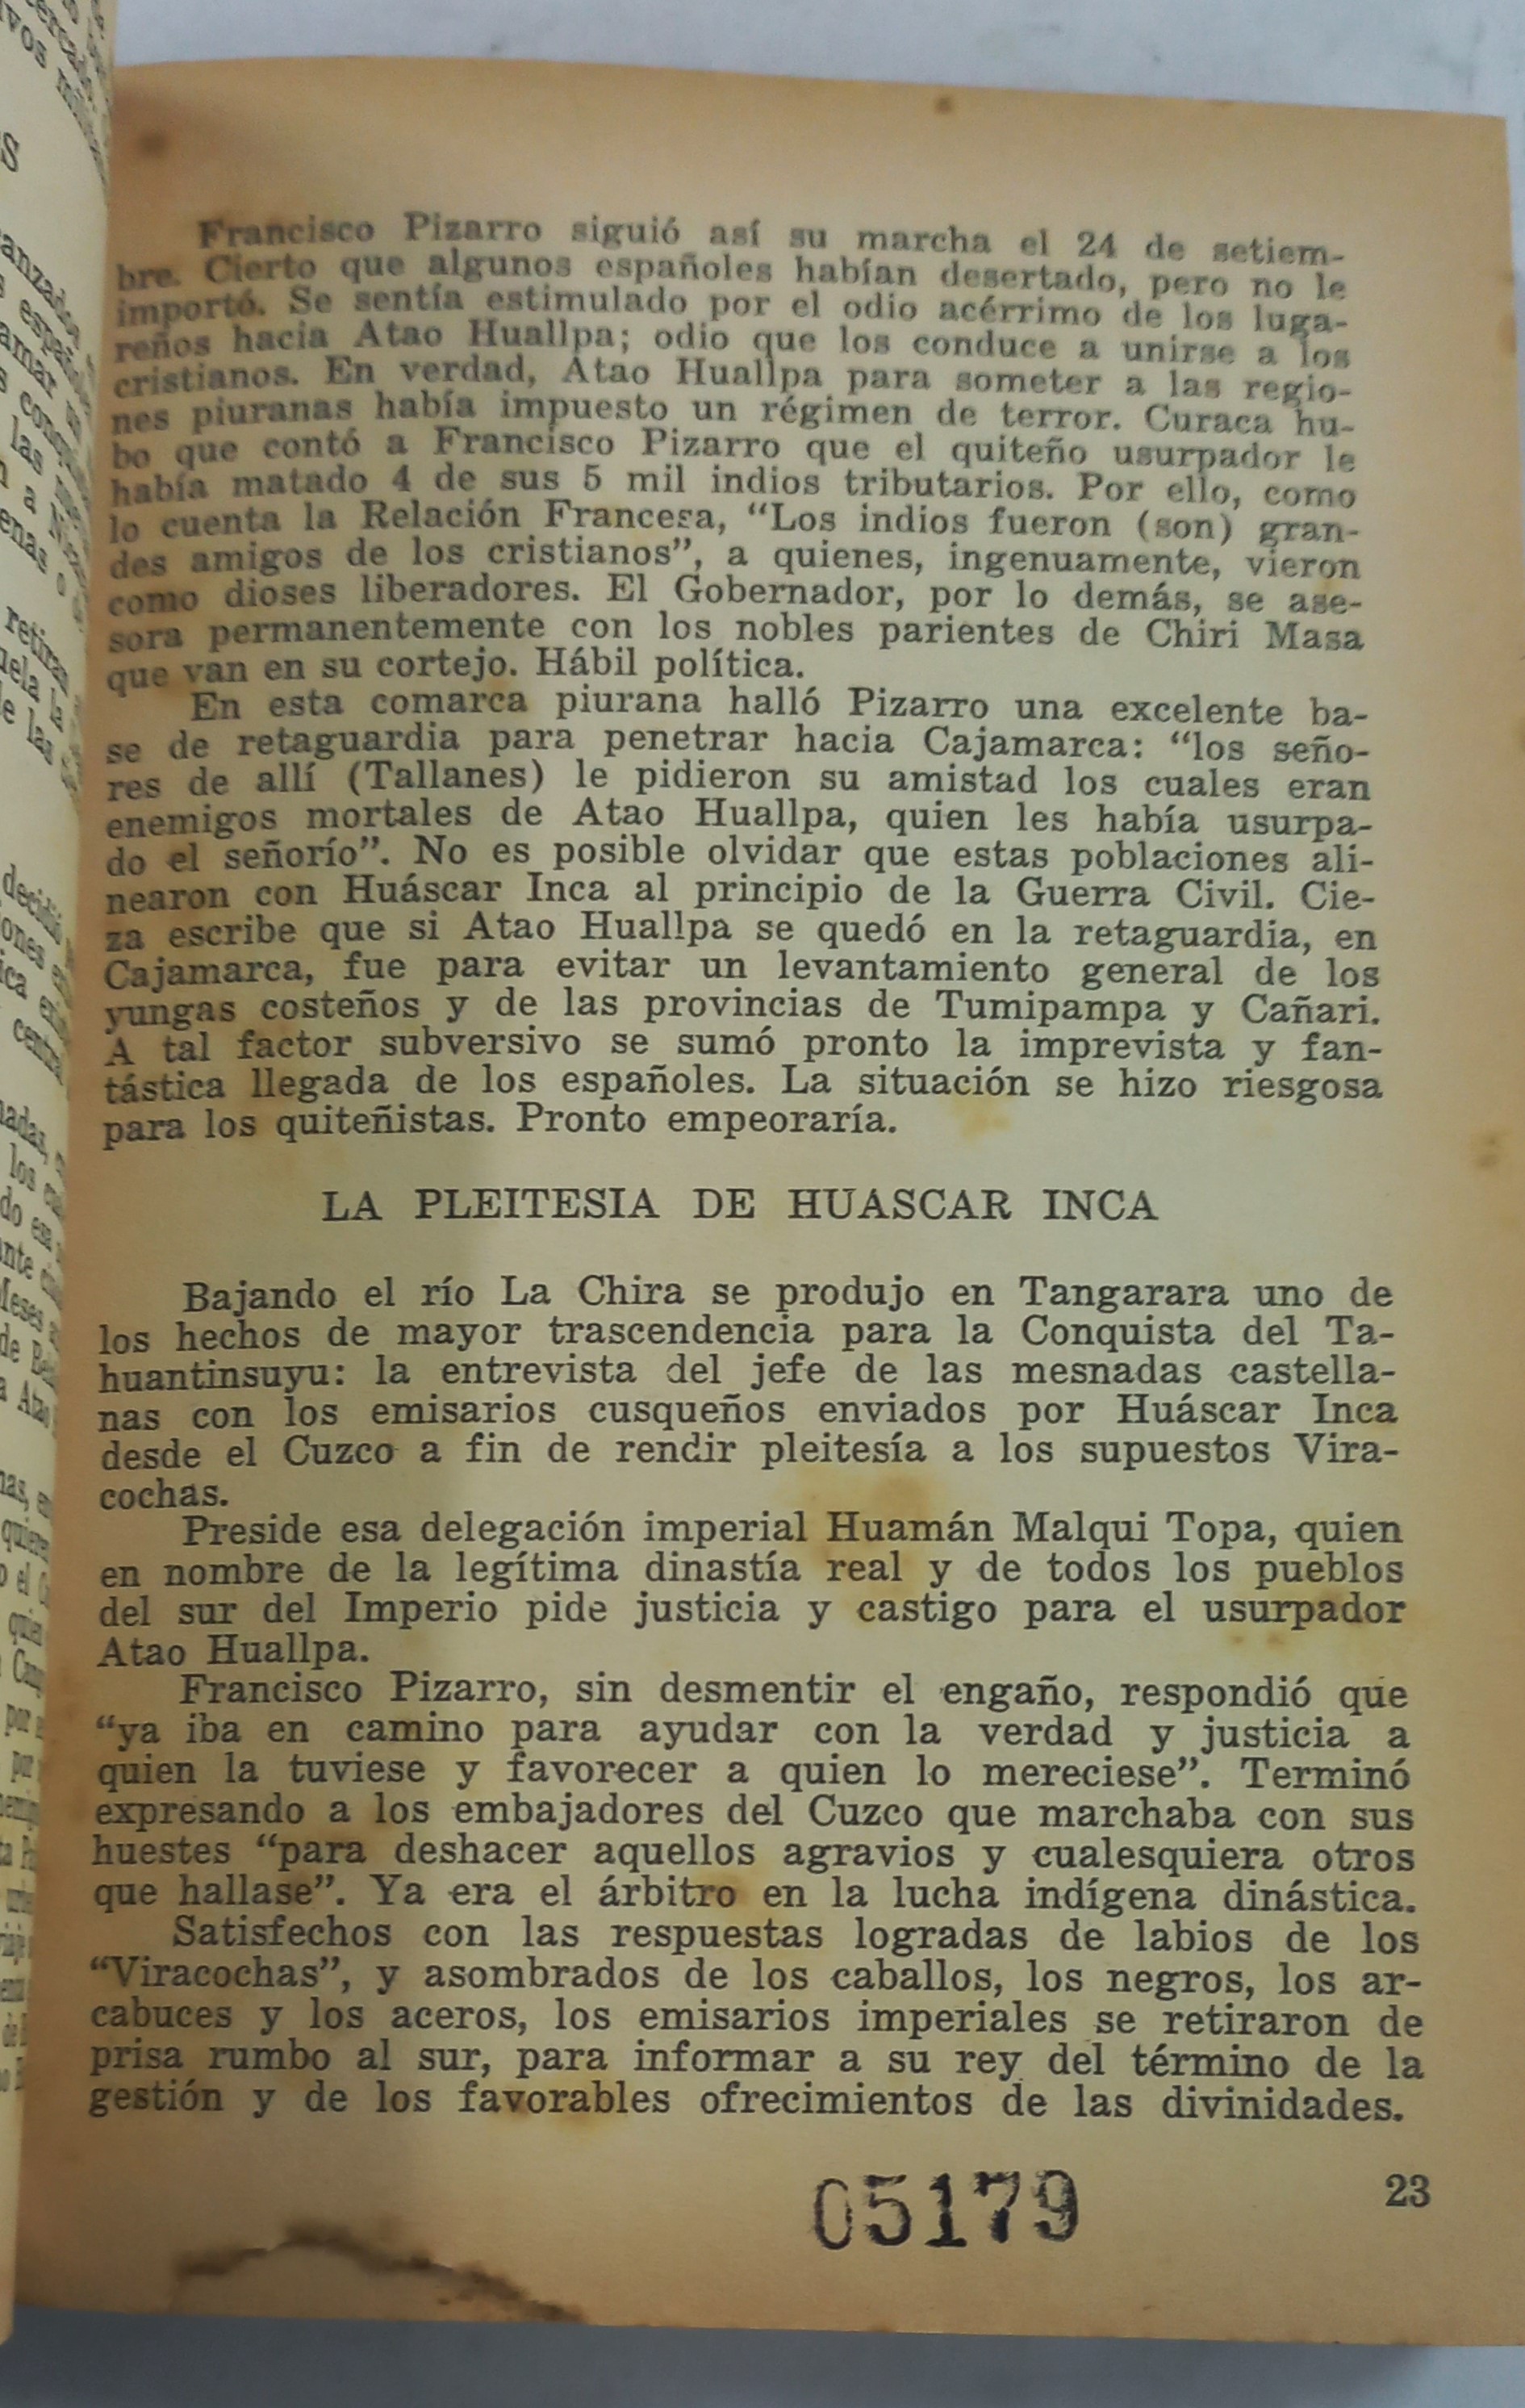 Francisco Pizarro siguió así su marcha el 24 de setiem-
bre. Cierto que algunos españoles habían desertado, pero no le
importó. Se sentía estimulado por el odio acérrimo de los luga-
reños hacia Atao Huallpa; odio que los conduce a unirse a los
cristianos. En verdad, Atao Huallpa para someter a las regio-
nes piuranas había impuesto un régimen de terror. Curaca hu-
bo que contó a Francisco Pizarro que el quiteño usurpador le
había matado 4 de sus 5 mil indios tributarios. Por ello, como
lo cuenta la Relación Francesa, “Los indios fueron (son) gran-
des amigos de los cristianos”, a quienes, ingenuamente, vieron
como dioses liberadores. El Gobernador, por lo demás, se ase-
sora permanentemente con los nobles parientes de Chiri Masa
que van en su cortejo. Hábil política.
En esta comarca piurana halló Pizarro una excelente ba-
se de retaguardia para penetrar hacia Cajamarca: “los seño-
res de allí (Tallanes) le pidieron su amistad los cuales eran
enemigos mortales de Atao Huallpa, quien les había usurpa-
do el señorío”. No es posible olvidar que estas poblaciones ali-
nearon con Huáscar Inca al principio de la Guerra Civil. Cie-
za escribe que si Atao Huallpa se quedó en la retaguardia, en
Cajamarca, fue para evitar un levantamiento general de los
yungas costeños y de las provincias de Tumipampa y Cañari.
A tal factor subversivo se sumó pronto la imprevista y fan-
tástica llegada de los españoles. La situación se hizo riesgosa
para los quiteñistas. Pronto empeoraría.
LA PLEITESIA DE HUASCAR INCA
Bajando el río La Chira se produjo en Tangarara uno de
los hechos de mayor trascendencia para la Conquista del Ta-
huantinsuyu: la entrevista del jefe de las mesnadas castella-
nas con los emisarios cusqueños enviados por Huáscar Inca
desde el Cuzco a fin de rendir pleitesía a los supuestos Vira-
cochas.
Preside esa delegación imperial Huamán Malqui Topa, quien
en nombre de la legítima dinastía real y de todos los pueblos
del sur del Imperio pide justicia y castigo para el usurpador
Atao Huallpa.
Francisco Pizarro, sin desmentir el engaño, respondió que
“ya iba en camino para ayudar con la verdad y justicia a
quien la tuviese y favorecer a quien lo mereciese”. Terminó
expresando a los embajadores del Cuzco que marchaba con sus
huestes “para deshacer aquellos agravios y cualesquiera otros
que hallase”. Ya era el árbitro en la lucha indígena dinástica.
Satisfechos con las respuestas logradas de labios de los
“Viracochas”, y asombrados de los caballos, los negros, los ar-
cabuces y los aceros, los emisarios imperiales se retiraron de
prisa rumbo al sur, para informar a su rey del término de la
gestión y de los favorables ofrecimientos de las divinidades.
05179
23